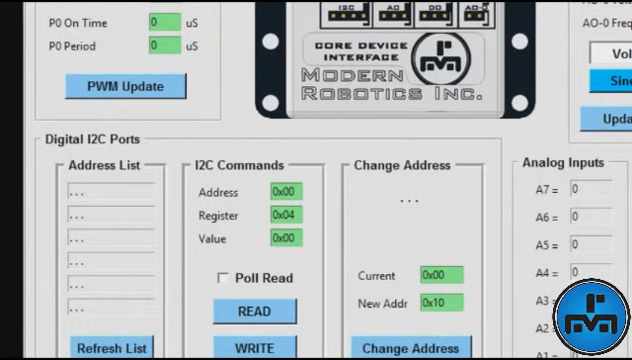 I2C AO DO AO-0
P0 On Time 0 uS
P0 Period 0 uS
PWM Update
CORE DEVICE
INTERFACE
MODERN
ROBOTICS INC.
AO-0 Freq
Vol
Sin
Upda
Digital I2C Ports
Address List
...
...
...
...
...
...
Refresh List
I2C Commands
Address 0x00
Register 0x04
Value 0x00
Poll Read
READ
WRITE
Change Address
...
Current 0x00
New Addr 0x10
Change Address
Analog Inputs
A7 = 0
A6 = 0
A5 = 0
A4 = 0
A3
A2
A1